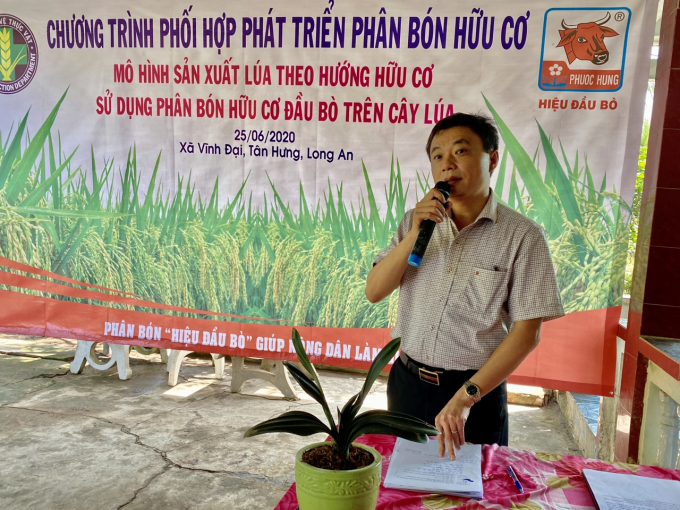 VỆ THỰC VẬT
CTION DEPARTMENT
CHƯƠNG TRÌNH PHỐI HỢP PHÁT TRIỂN PHÂN BÓN HỮU CƠ
MÔ HÌNH SẢN XUẤT LÚA THEO HƯỚNG HỮU CƠ
SỬ DỤNG PHÂN BÓN HỮU CƠ ĐẦU BÒ TRÊN CÂY LÚA
25/06/2020
Xã Vĩnh Đại, Tân Hưng, Long An
®
PHƯỚC HƯNG
HIỆU ĐẦU BÒ
PHÂN BÓN "HIỆU ĐẦU BÒ" GIÚP NÔNG DÂN LÀ